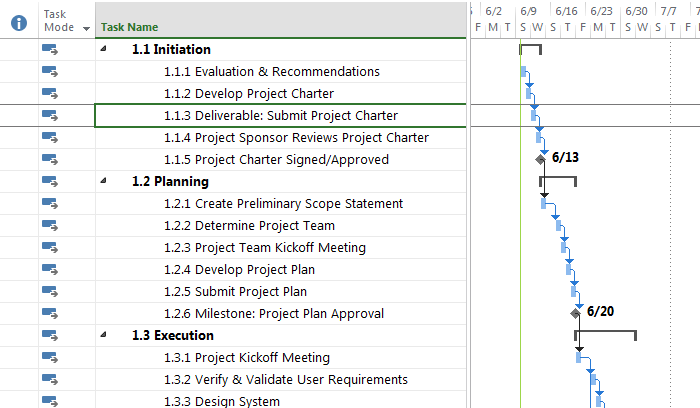 6/2 6/9 6/16 6/23 6/30 7/7 7
F M T S W F M T S W F M T S
Task Mode Task Name
1.1 Initiation
1.1.1 Evaluation & Recommendations
1.1.2 Develop Project Charter
1.1.3 Deliverable: Submit Project Charter
1.1.4 Project Sponsor Reviews Project Charter
1.1.5 Project Charter Signed/Approved 6/13
1.2 Planning
1.2.1 Create Preliminary Scope Statement
1.2.2 Determine Project Team
1.2.3 Project Team Kickoff Meeting
1.2.4 Develop Project Plan
1.2.5 Submit Project Plan
1.2.6 Milestone: Project Plan Approval 6/20
1.3 Execution
1.3.1 Project Kickoff Meeting
1.3.2 Verify & Validate User Requirements
1.3.3 Design System